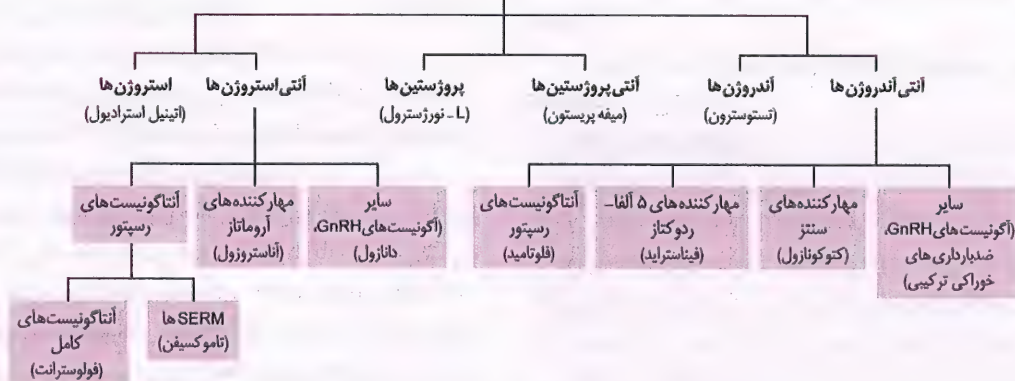 آنتی‌آندروژن‌ها
آندروژن‌ها
(تستوسترون)
آنتی‌پروژستین‌ها
(میفه پریستون)
پروژستین‌ها
(L - نورژسترول)
آنتی‌استروژن‌ها
استروژن‌ها
(اتینیل استرادیول)
سایر
(آگونیست‌های GnRH،
ضدبارداری‌های
خوراکی ترکیبی)
مهارکننده‌های
سنتز
(کتوکونازول)
مهارکننده‌های ۵ آلفا-
ردوکتاز
(فیناستراید)
آنتاگونیست‌های
رسپتور
(فلوتامید)
سایر
(آگونیست‌های GnRH،
دانازول)
مهارکننده‌های
آروماتاز
(آناستروزول)
آنتاگونیست‌های
رسپتور
SERMها
(تاموکسیفن)
آنتاگونیست‌های
کامل
(فولوسترانت)